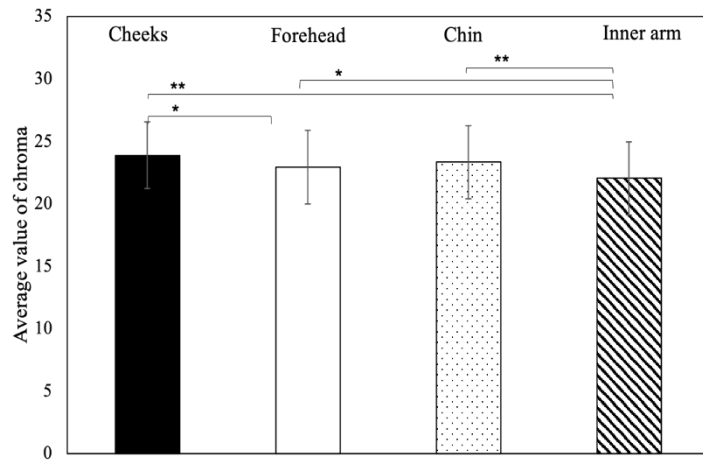 35
30
25
20
15
10
5
0
Average value of chroma
Cheeks
Forehead
Chin
Inner arm
**
*
**
*